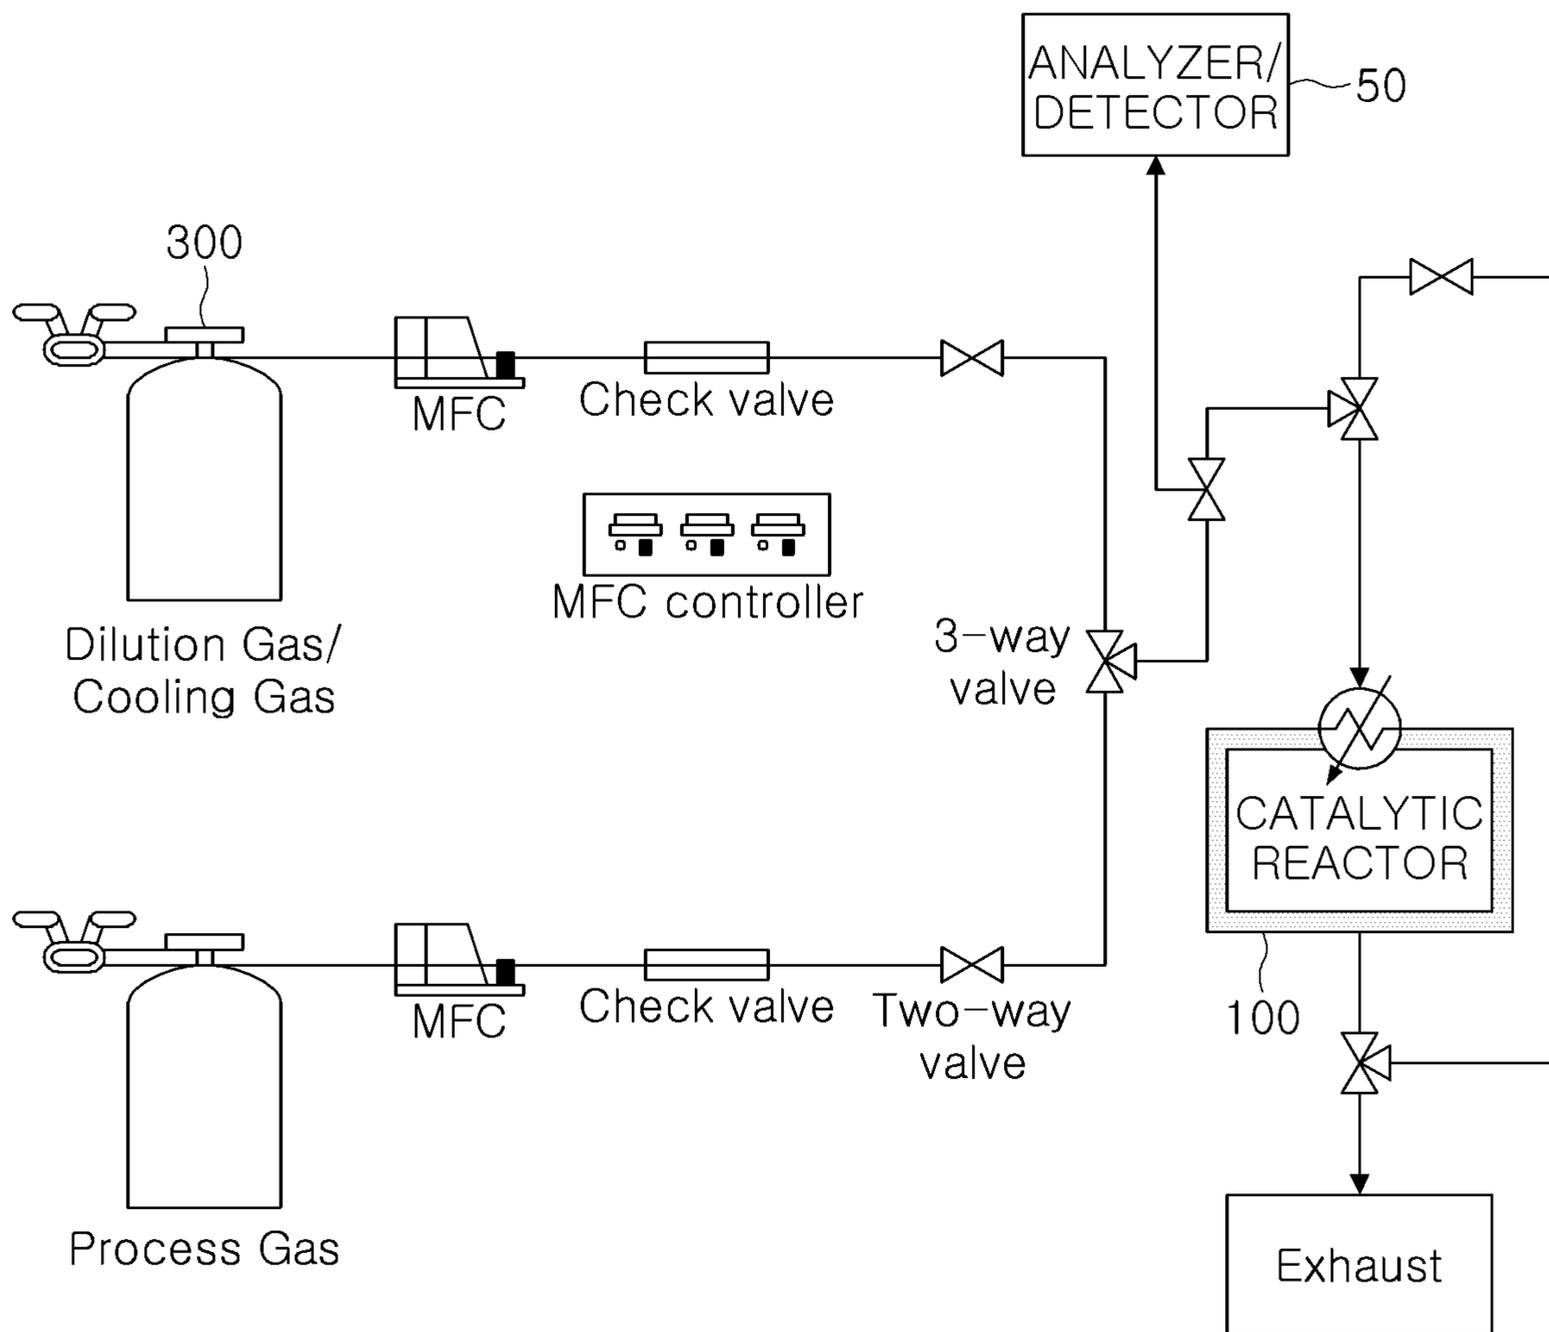 ANALYZER/
DETECTOR
50
300
MFC
Check valve
MFC controller
Dilution Gas/
Cooling Gas
3-way
valve
CATALYTIC
REACTOR
100
MFC
Check valve
Two-way
valve
Process Gas
Exhaust